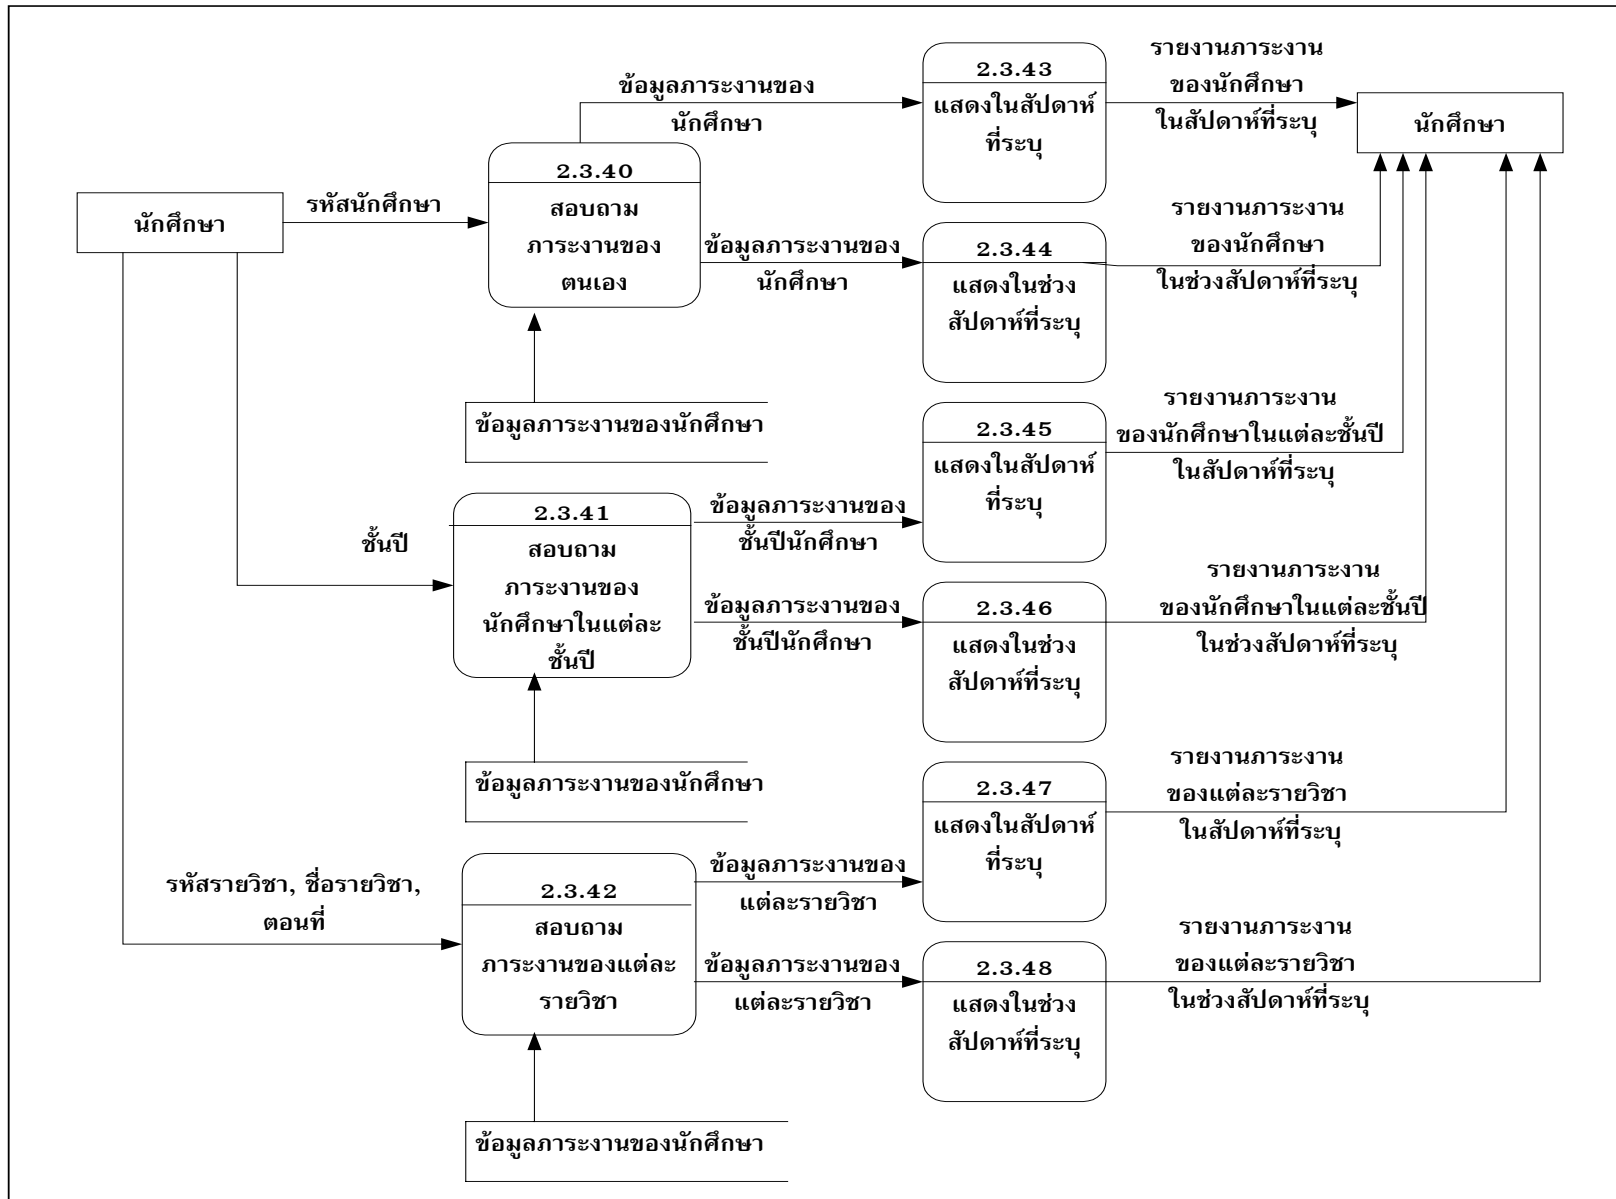 นักศึกษา
รหัสนักศึกษา
ชั้นปี
รหัสรายวิชา, ชื่อรายวิชา,
ตอนที่
2.3.40
สอบถาม
ภาระงานของ
ตนเอง
ข้อมูลภาระงานของนักศึกษา
2.3.41
สอบถาม
ภาระงานของ
นักศึกษาในแต่ละ
ชั้นปี
ข้อมูลภาระงานของนักศึกษา
2.3.42
สอบถาม
ภาระงานของแต่ละ
รายวิชา
ข้อมูลภาระงานของนักศึกษา
ข้อมูลภาระงานของ
นักศึกษา
ข้อมูลภาระงานของ
นักศึกษา
ข้อมูลภาระงานของ
ชั้นปีนักศึกษา
ข้อมูลภาระงานของ
ชั้นปีนักศึกษา
ข้อมูลภาระงานของ
แต่ละรายวิชา
ข้อมูลภาระงานของ
แต่ละรายวิชา
2.3.43
แสดงในสัปดาห์
ที่ระบุ
2.3.44
แสดงในช่วง
สัปดาห์ที่ระบุ
2.3.45
แสดงในสัปดาห์
ที่ระบุ
2.3.46
แสดงในช่วง
สัปดาห์ที่ระบุ
2.3.47
แสดงในสัปดาห์
ที่ระบุ
2.3.48
แสดงในช่วง
สัปดาห์ที่ระบุ
รายงานภาระงาน
ของนักศึกษา
ในสัปดาห์ที่ระบุ
รายงานภาระงาน
ของนักศึกษา
ในช่วงสัปดาห์ที่ระบุ
รายงานภาระงาน
ของนักศึกษาในแต่ละชั้นปี
ในสัปดาห์ที่ระบุ
รายงานภาระงาน
ของนักศึกษาในแต่ละชั้นปี
ในช่วงสัปดาห์ที่ระบุ
รายงานภาระงาน
ของแต่ละรายวิชา
ในสัปดาห์ที่ระบุ
รายงานภาระงาน
ของแต่ละรายวิชา
ในช่วงสัปดาห์ที่ระบุ
นักศึกษา